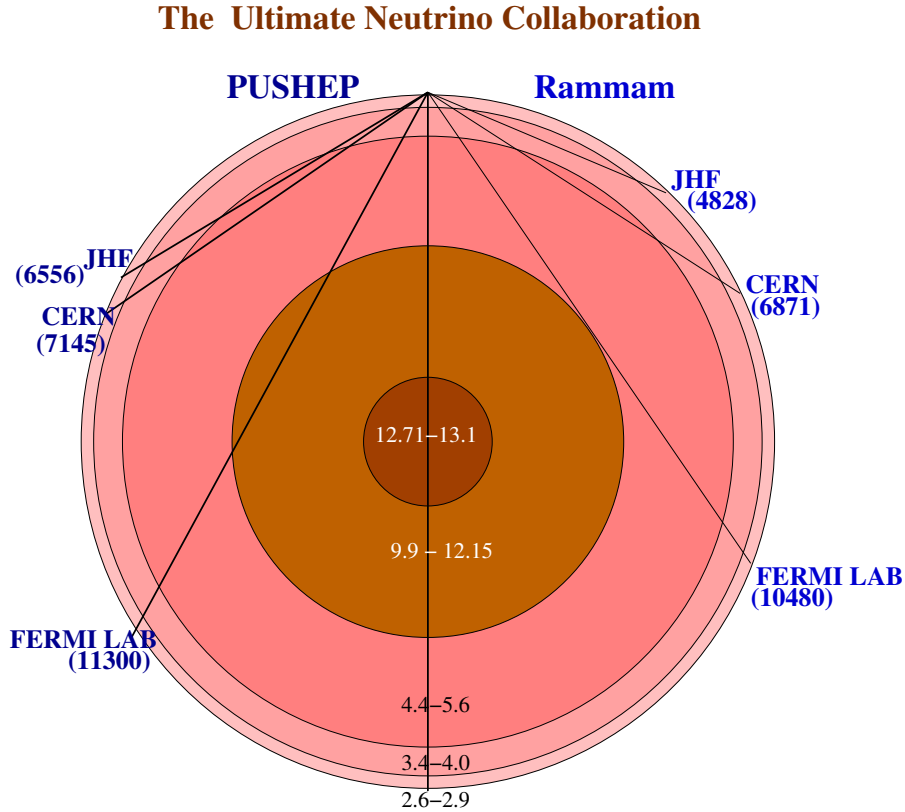 The Ultimate Neutrino Collaboration
PUSHEP
Rammam
JHF
(4828)
JHF
(6556)
CERN
(6871)
CERN
(7145)
12.71–13.1
9.9 – 12.15
FERMI LAB
(10480)
FERMI LAB
(11300)
4.4–5.6
3.4–4.0
2.6–2.9